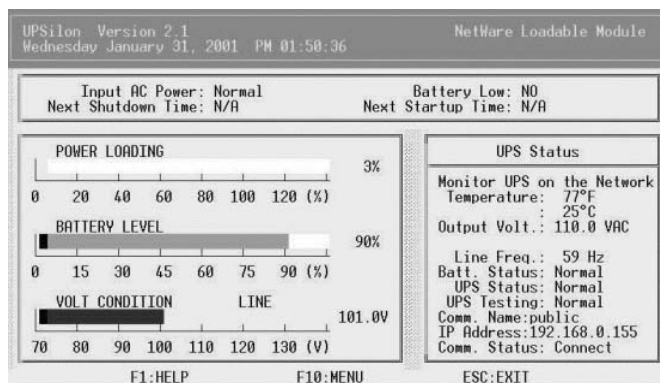 UPSilon Version 2.1
NetWare Loadable Module
Wednesday January 31, 2001 PM 01:50:36
Input AC Power: Normal
Battery Low: NO
Next Shutdown Time: N/A
Next Startup Time: N/A
POWER LOADING
3%
0 20 40 60 80 100 120 (%)
BATTERY LEVEL
90%
0 15 30 45 60 75 90 (%)
VOLT CONDITION LINE
101.0V
70 80 90 100 110 120 130 (V)
UPS Status
Monitor UPS on the Network
Temperature: 77°F
: 25°C
Output Volt.: 110.0 VAC
Line Freq.: 59 Hz
Batt. Status: Normal
UPS Status: Normal
UPS Testing: Normal
Comm. Name:public
IP Address:192.168.0.155
Comm. Status: Connect
F1:HELP F10:MENU ESC:EXIT